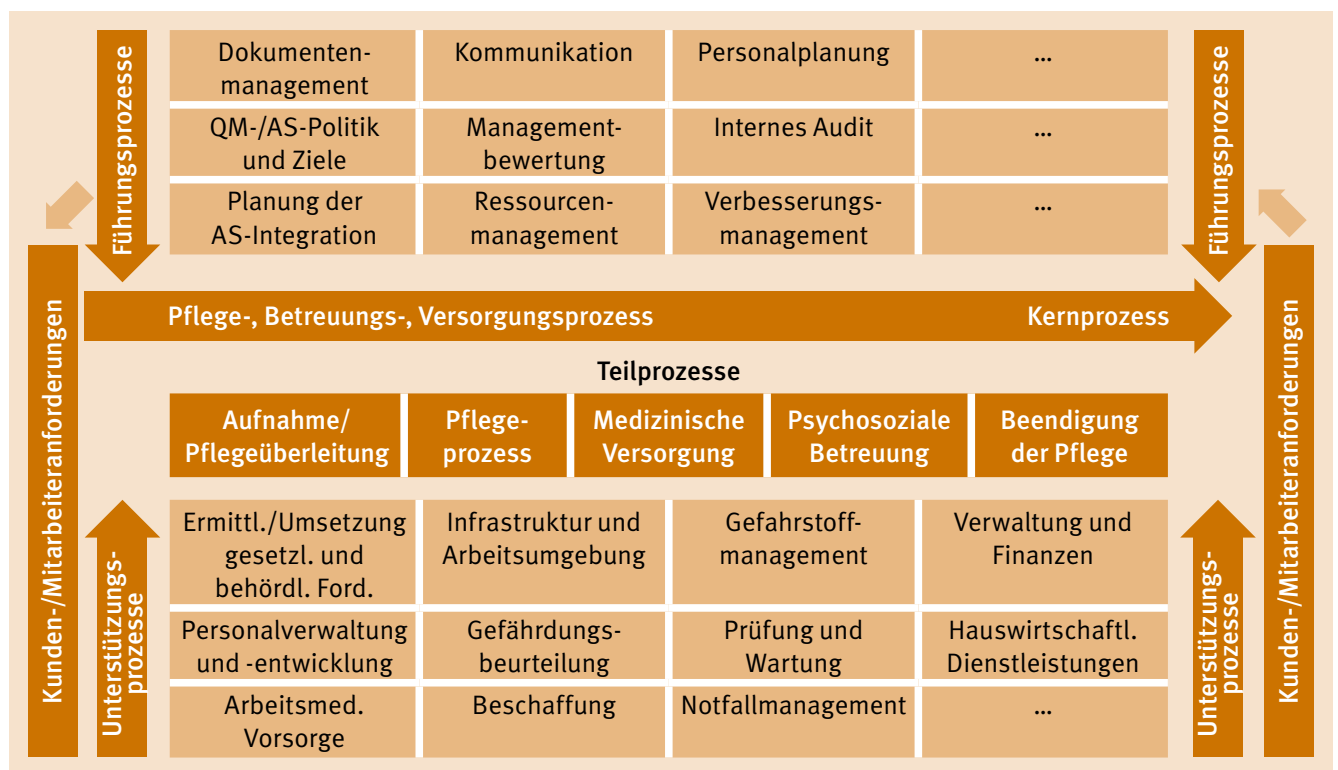 Führungsprozesse
Dokumenten-
management
Kommunikation
Personalplanung
...
QM-/AS-Politik
und Ziele
Management-
bewertung
Internes Audit
...
Planung der
AS-Integration
Ressourcen-
management
Verbesserungs-
management
...
Führungsprozesse
Kunden-/Mitarbeiteranforderungen
Pflege-, Betreuungs-, Versorgungsprozess
Kernprozess
Kunden-/Mitarbeiteranforderungen
Teilprozesse
Aufnahme/
Pflegeüberleitung
Pflege-
prozess
Medizinische
Versorgung
Psychosoziale
Betreuung
Beendigung
der Pflege
Unterstützungs-
prozesse
Ermittl./Umsetzung
gesetzl. und
behördl. Ford.
Infrastruktur und
Arbeitsumgebung
Gefahrstoff-
management
Verwaltung und
Finanzen
Personalverwaltung
und -entwicklung
Gefährdungs-
beurteilung
Prüfung und
Wartung
Hauswirtschaftl.
Dienstleistungen
Arbeitsmed.
Vorsorge
Beschaffung
Notfallmanagement
...
Unterstützungs-
prozesse